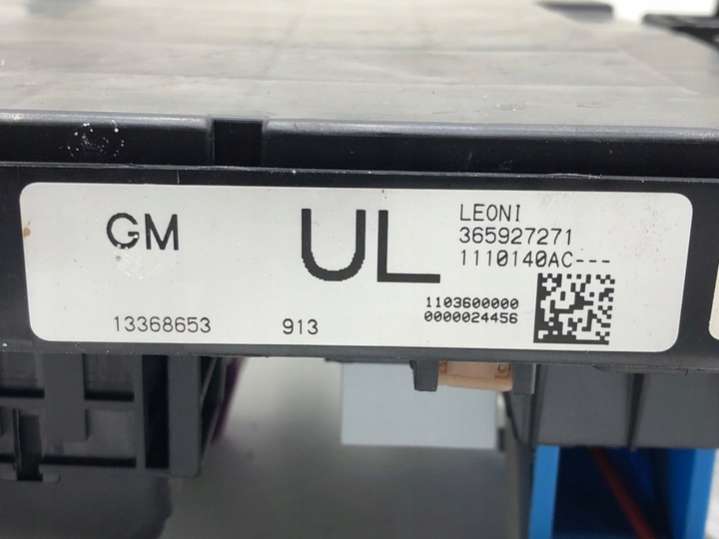 GM
UL
LEONI
365927271
1110140AC---
1103600000
0000024456
13368653
913